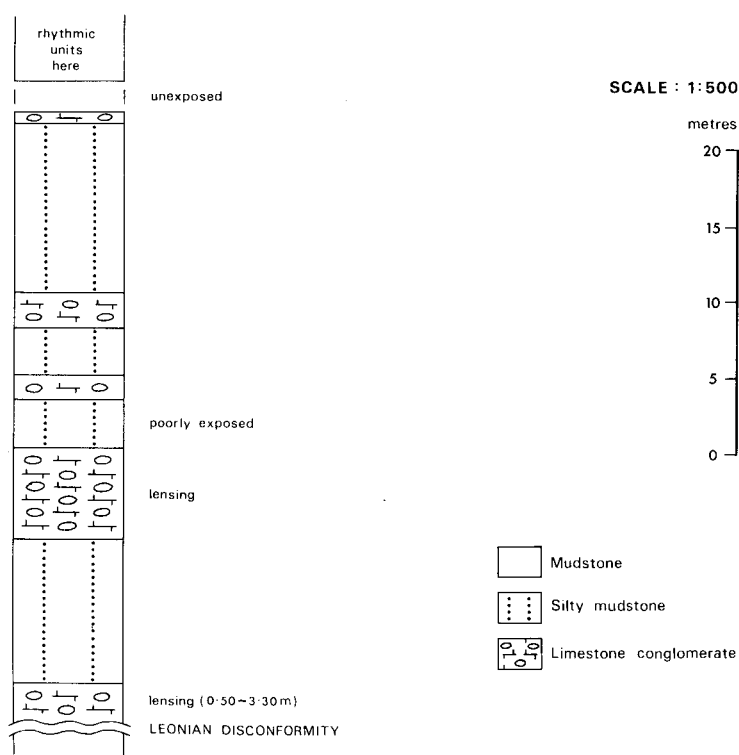 rhythmic
units
here
unexposed
SCALE : 1:500
metres
20
15
10
5
0
poorly exposed
lensing
Mudstone
Silty mudstone
Limestone conglomerate
lensing (0·50–3·30m)
LEONIAN DISCONFORMITY